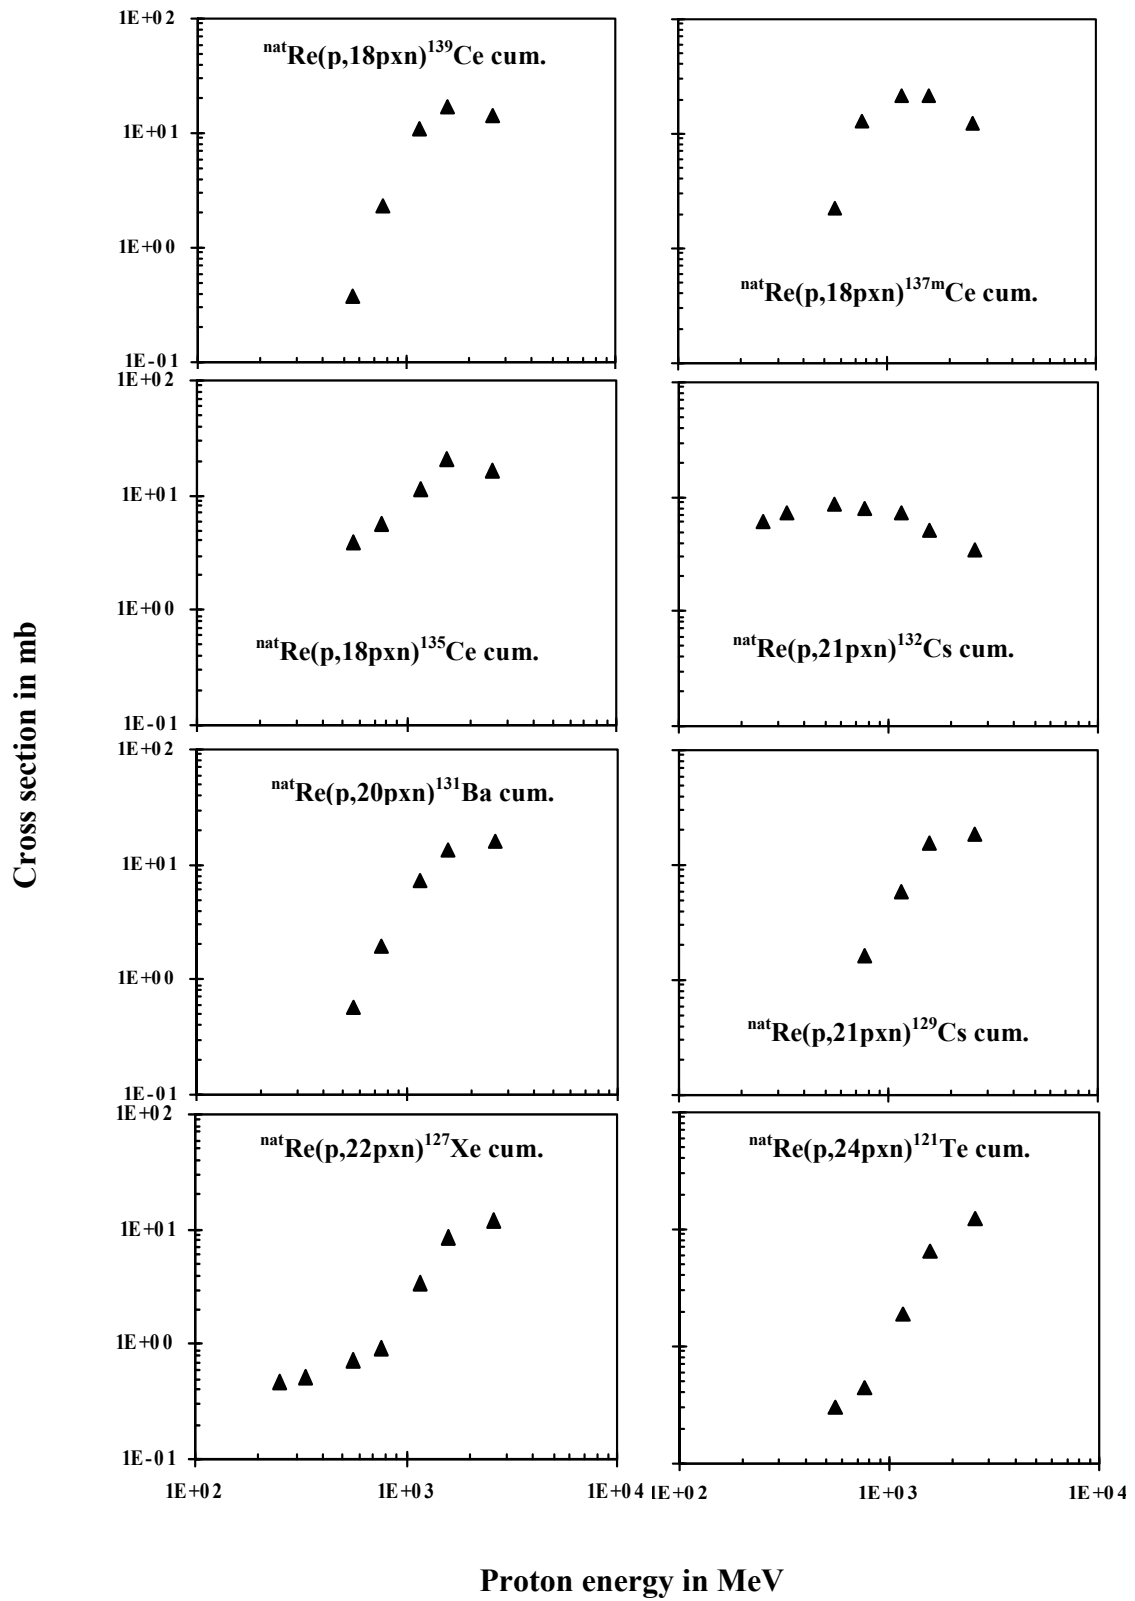 1E+02
natRe(p,18pxn)139Ce cum.
1E+01
1E+00
1E-01
natRe(p,18pxn)137mCe cum.
1E+02
1E+01
1E+00
natRe(p,18pxn)135Ce cum.
1E-01
natRe(p,21pxn)132Cs cum.
Cross section in mb
1E+02
natRe(p,20pxn)131Ba cum.
1E+01
1E+00
1E-01
natRe(p,21pxn)129Cs cum.
1E+02
natRe(p,22pxn)127Xe cum.
1E+01
1E+00
1E-01
1E+02 1E+03 1E+04
natRe(p,24pxn)121Te cum.
1E+02 1E+03 1E+04
Proton energy in MeV